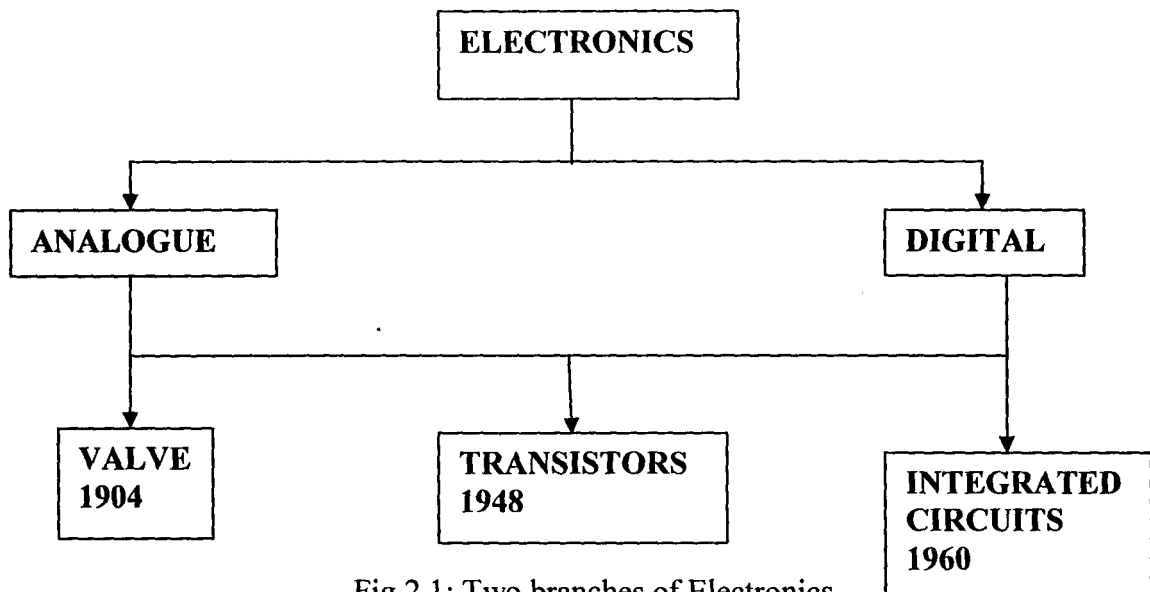 ELECTRONICS
ANALOGUE
DIGITAL
VALVE
1904
TRANSISTORS
1948
INTEGRATED
CIRCUITS
1960
Fig 2.1: Two branches of Electronics